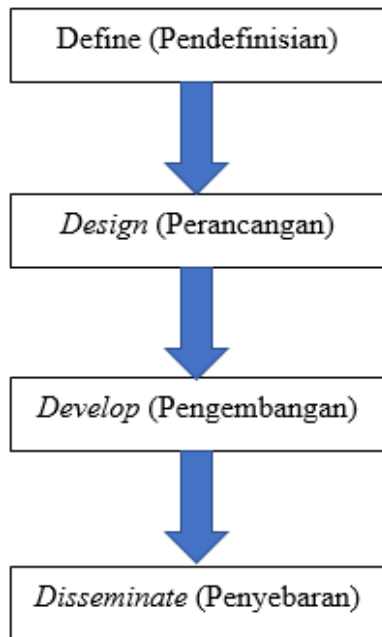 Define (Pendefinisian)
Design (Perancangan)
Develop (Pengembangan)
Disseminate (Penyebaran)